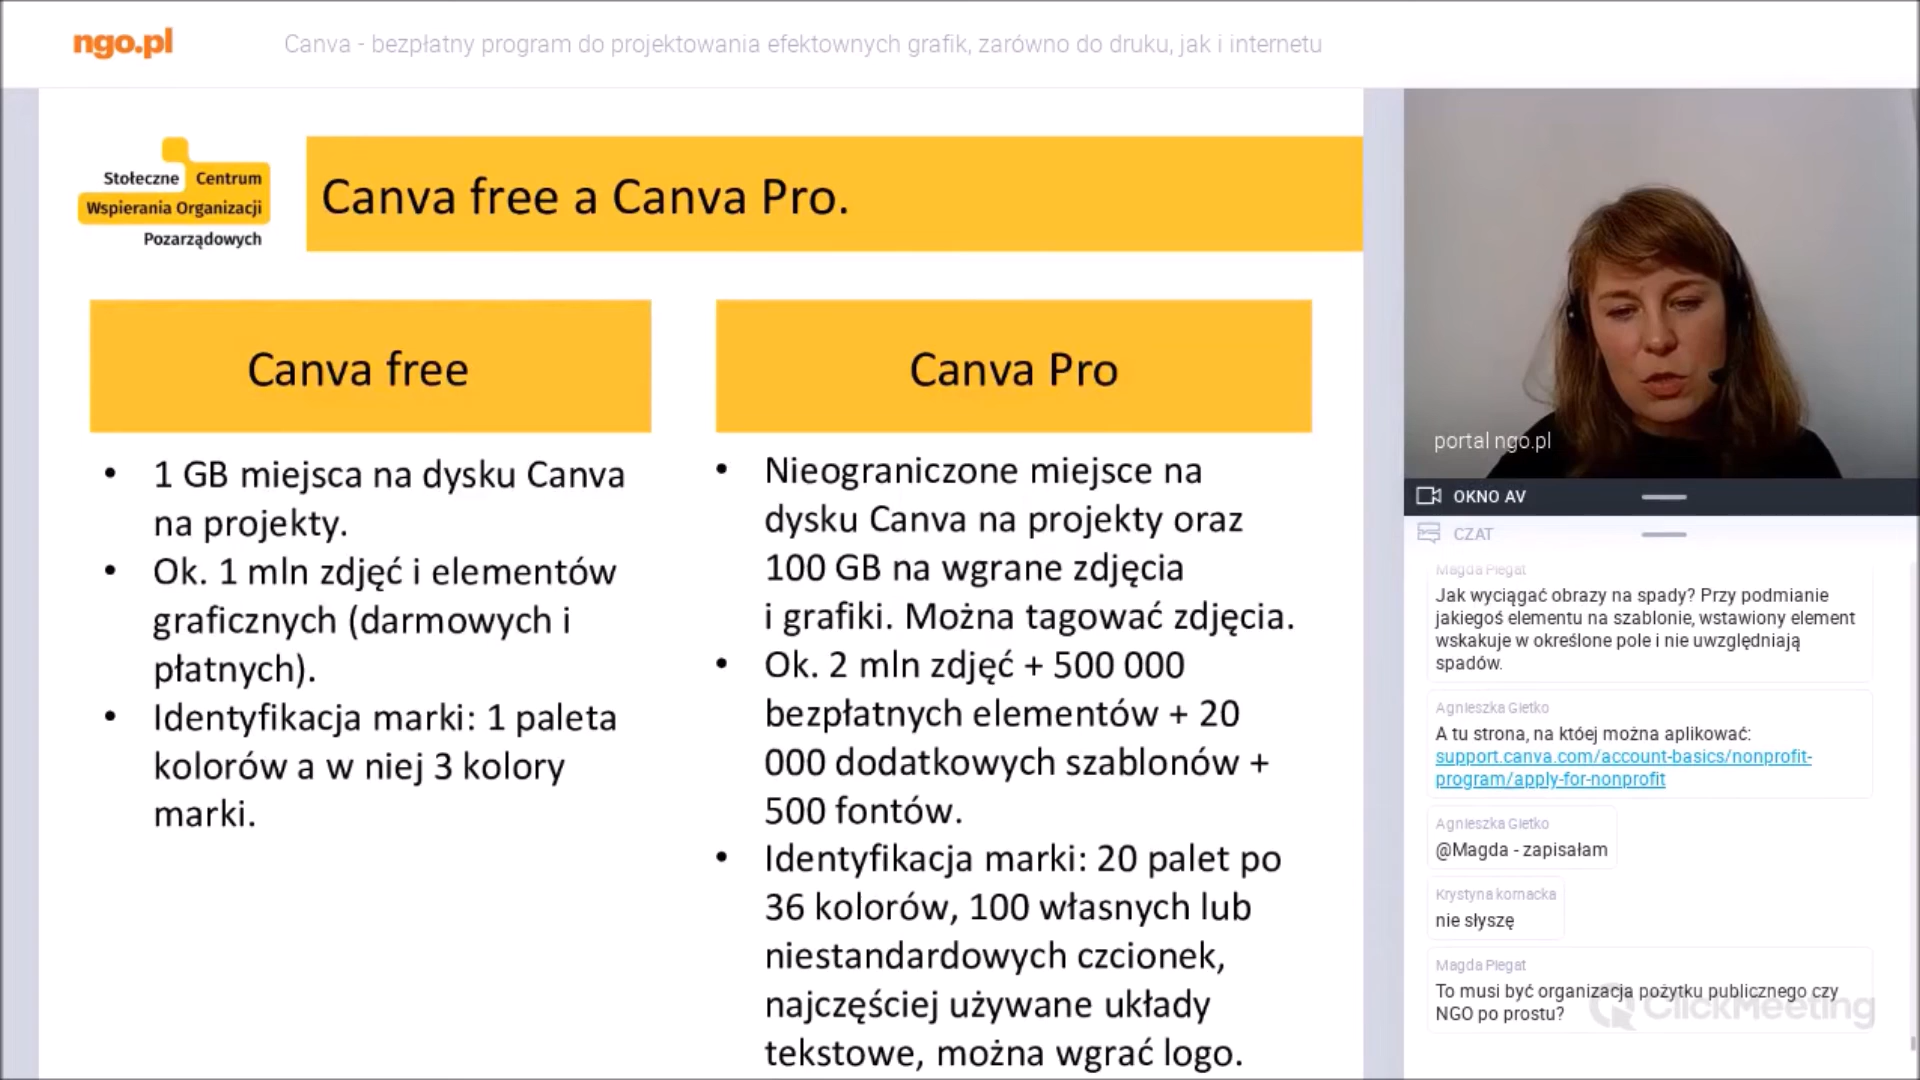 ngo.pl
Canva - bezpłatny program do projektowania efektownych grafik, zarówno do druku, jak i internetu
Stołeczne Centrum
Wspierania Organizacji
Pozarządowych
Canva free a Canva Pro.
Canva free
• 1 GB miejsca na dysku Canva
na projekty.
• Ok. 1 mln zdjęć i elementów
graficznych (darmowych i
płatnych).
• Identyfikacja marki: 1 paleta
kolorów a w niej 3 kolory
marki.
Canva Pro
• Nieograniczone miejsce na
dysku Canva na projekty oraz
100 GB na wgrane zdjęcia
i grafiki. Można tagować zdjęcia.
• Ok. 2 mln zdjęć + 500 000
bezpłatnych elementów + 20
000 dodatkowych szablonów +
500 fontów.
• Identyfikacja marki: 20 palet po
36 kolorów, 100 własnych lub
niestandardowych czcionek,
najczęściej używane układy
tekstowe, można wgrać logo.
portal ngo.pl
OKNO AV
CZAT
Magda Piegat
Jak wyciągać obrazy na spady? Przy podmianie
jakiegoś elementu na szablonie, wstawiony element
wskakuje w określone pole i nie uwzględniają
spadów.
Agnieszka Gietko
A tu strona, na któej można aplikować:
support.canva.com/account-basics/nonprofit-
program/apply-for-nonprofit
Agnieszka Gietko
@Magda - zapisałam
Krystyna kornacka
nie słyszę
Magda Piegat
To musi być organizacja pożytku publicznego czy
NGO po prostu?
ClickMeeting